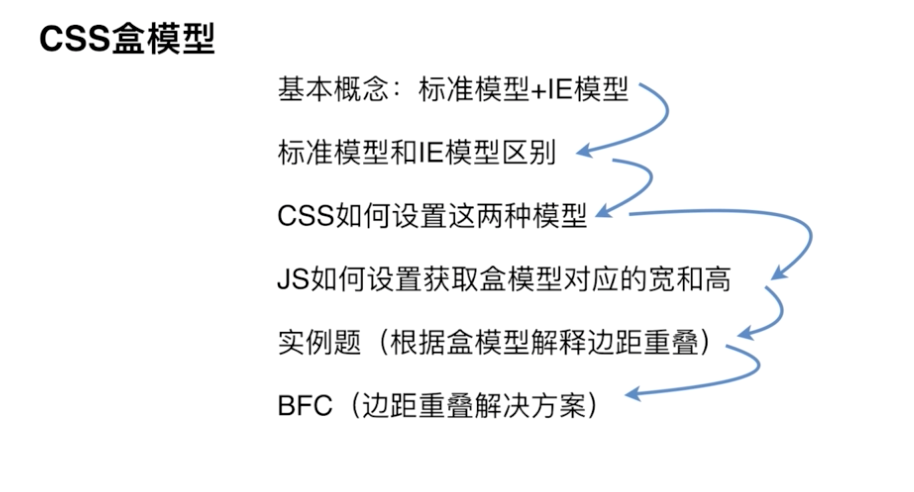 CSS盒模型
基本概念：标准模型+IE模型
标准模型和IE模型区别
CSS如何设置这两种模型
JS如何设置获取盒模型对应的宽和高
实例题（根据盒模型解释边距重叠）
BFC（边距重叠解决方案）